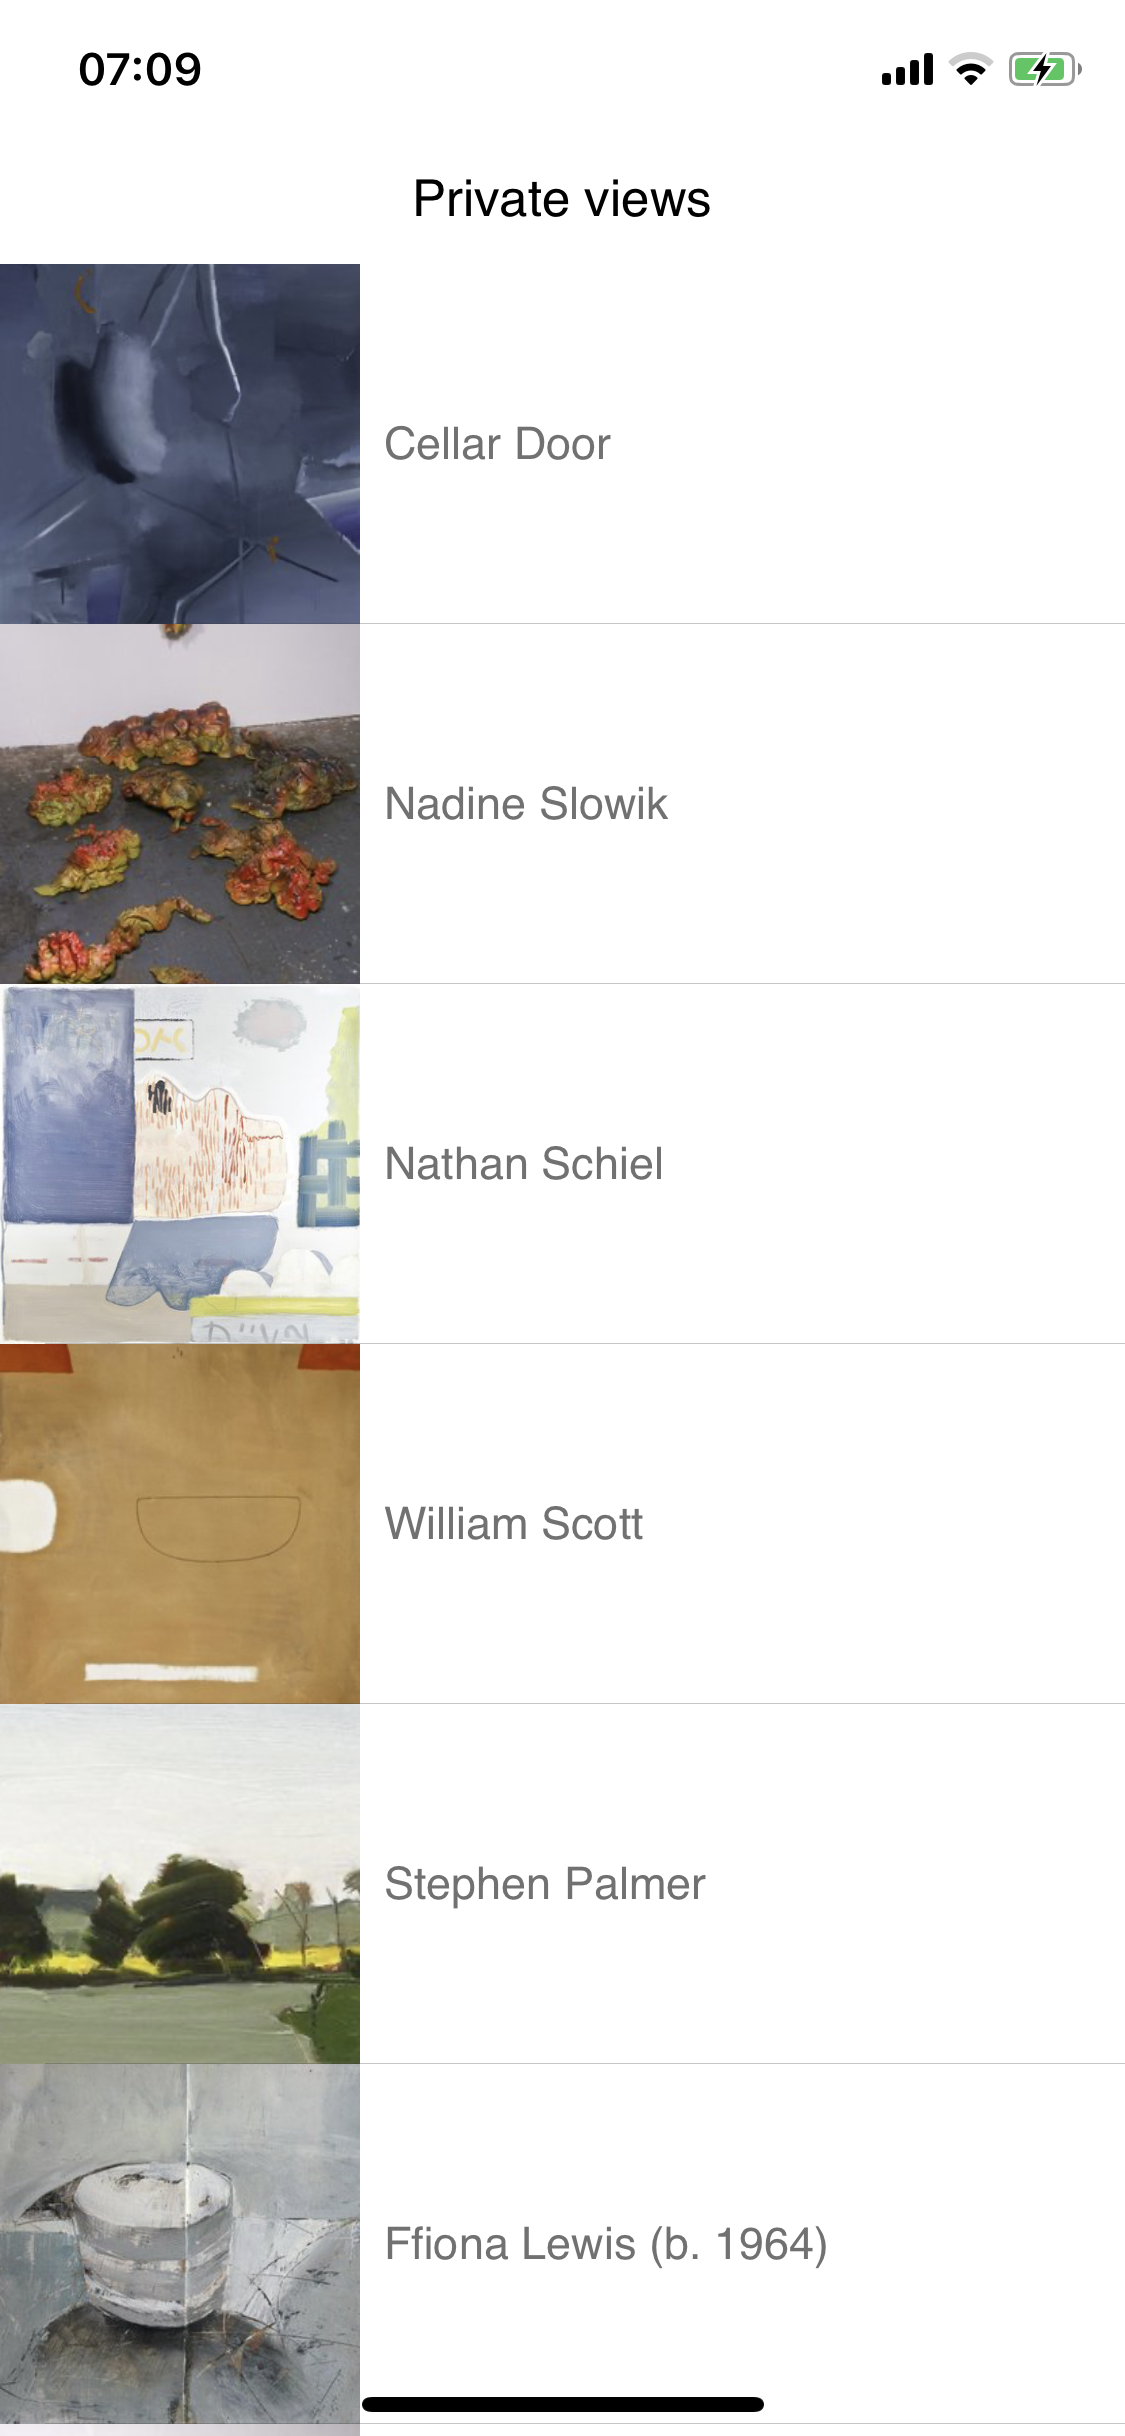 07:09
Private views
Cellar Door
Nadine Slowik
Nathan Schiel
William Scott
Stephen Palmer
Ffiona Lewis (b. 1964)